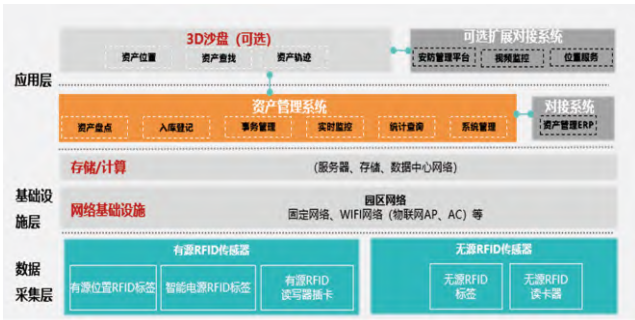 3D沙盘（可选）
资产位置 资产查找 资产轨迹
可选扩展对接系统
安防管理平台 视频监控 位置服务
应用层
资产管理系统
资产盘点 入库登记 事务管理 实时监控 统计查询 系统管理
对接系统
资产管理ERP
存储/计算 (服务器、存储、数据中心网络)
基础设
施层
网络基础设施
园区网络
固定网络、WIFI网络（物联网AP、AC）等
数据
采集层
有源RFID传感器
有源位置RFID标签 智能电源RFID标签
有源RFID
读写器插卡
无源RFID传感器
无源RFID
标签
无源RFID
读卡器